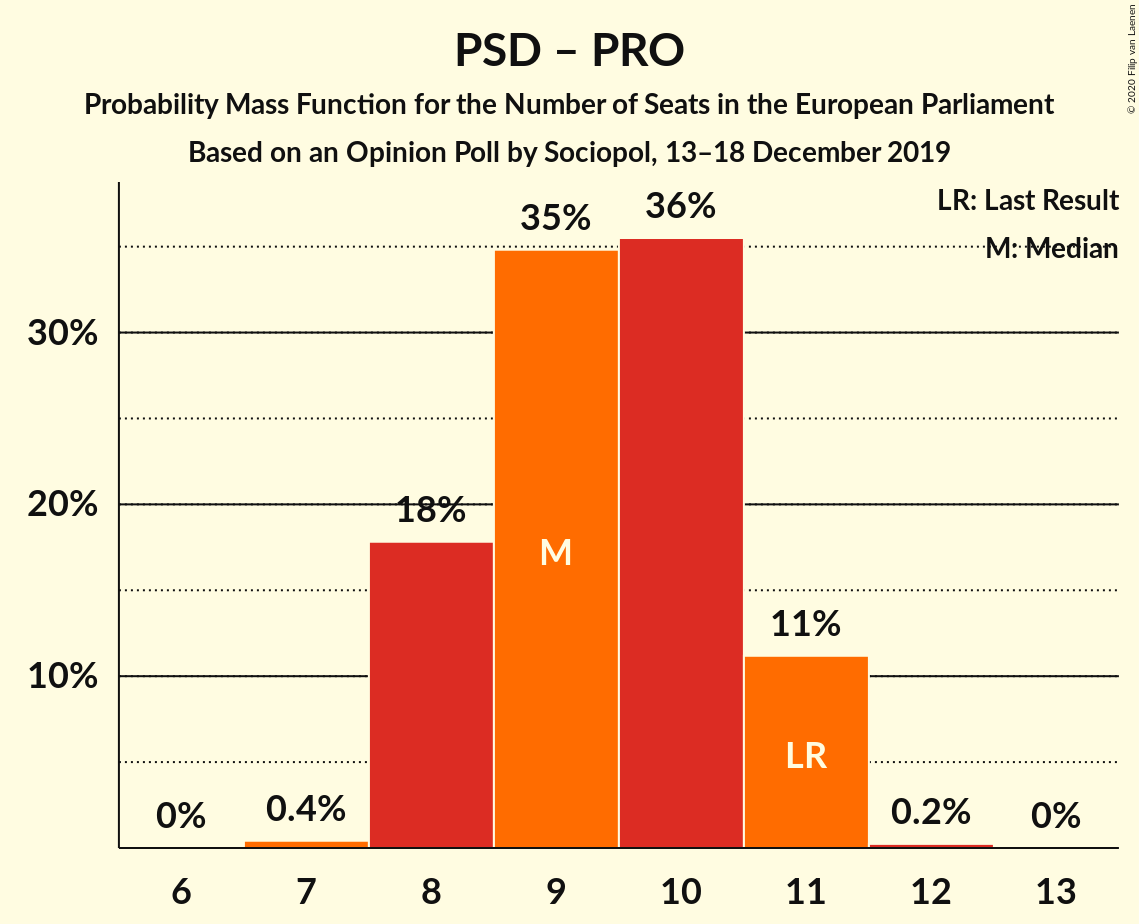 PSD – PRO
Probability Mass Function for the Number of Seats in the European Parliament
Based on an Opinion Poll by Sociopol, 13–18 December 2019
© 2020 Filip van Laenen
LR: Last Result
M: Median
36%
35%
30%
20%
18%
M
11%
10%
LR
0%
0.4%
0.2%
0%
6 7 8 9 10 11 12 13